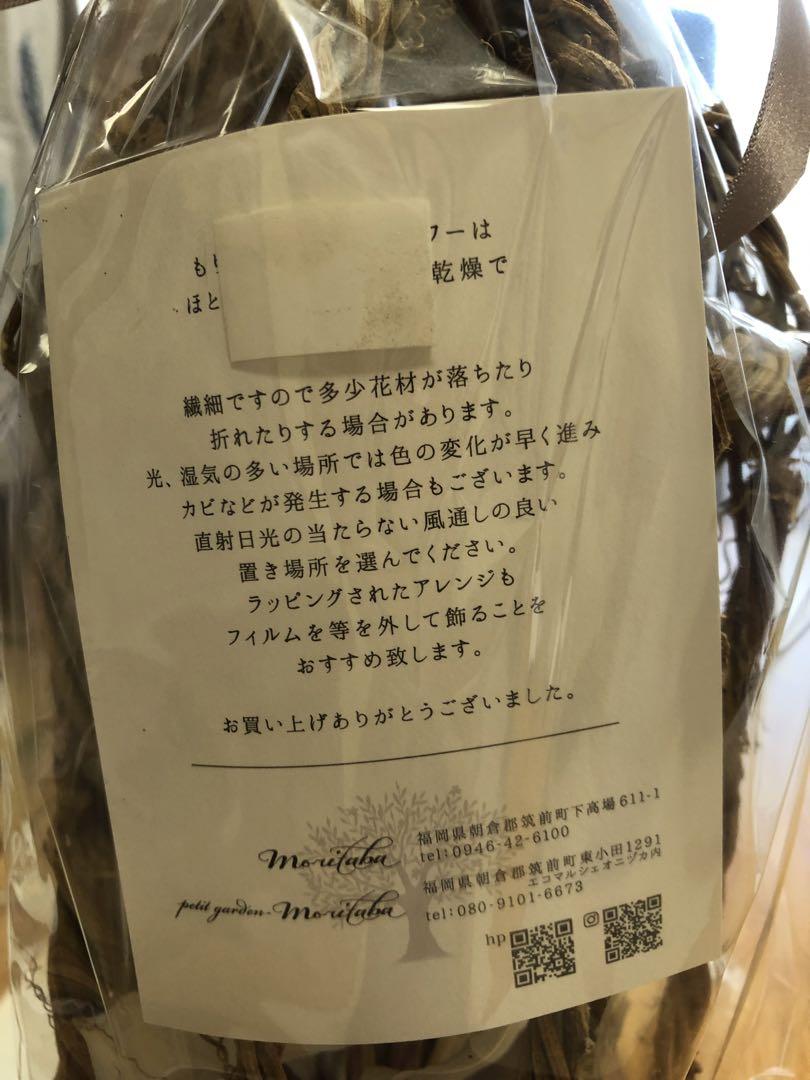 フーは
も
乾燥で
ほと
繊細ですので多少花材が落ちたり
折れたりする場合があります。
光、湿気の多い場所では色の変化が早く進み
カビなどが発生する場合もございます。
直射日光の当たらない風通しの良い
置き場所を選んでください。
ラッピングされたアレンジも
フィルムを等を外して飾ることを
おすすめ致します。
お買い上げありがとうございました。
moritaba
福岡県朝倉郡筑前町下高場611-1
tel:0946-42-6100
petit garden-moritaba
福岡県朝倉郡筑前町東小田1291
エコマルシェオニヅカ内
tel:080-9101-6673
hp